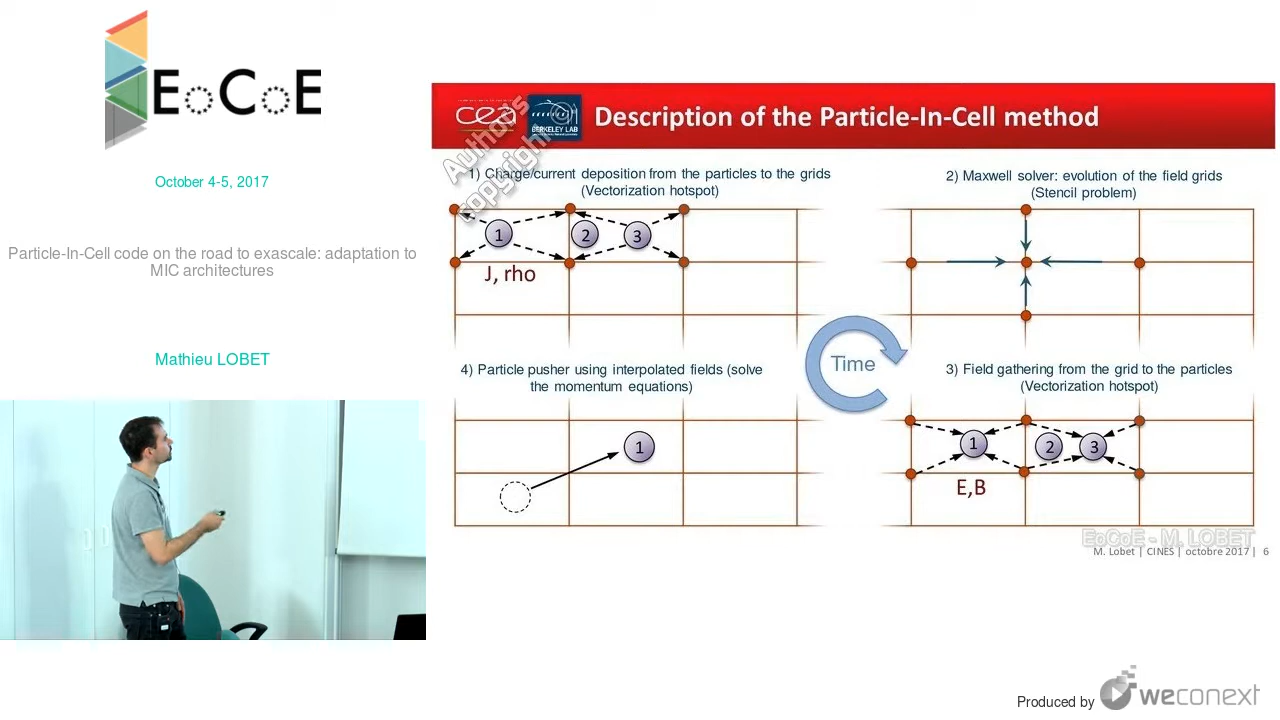 EoCoE
October 4-5, 2017
Particle-In-Cell code on the road to exascale: adaptation to
MIC architectures
Mathieu LOBET
cea
BERKELEY LAB
Description of the Particle-In-Cell method
Author's
copyright
1) Charge/current deposition from the particles to the grids
(Vectorization hotspot)
1
2
3
J, rho
2) Maxwell solver: evolution of the field grids
(Stencil problem)
Time
4) Particle pusher using interpolated fields (solve
the momentum equations)
1
3) Field gathering from the grid to the particles
(Vectorization hotspot)
1
2
3
E,B
EoCoE - M. LOBET
M. Lobet | CINES | octobre 2017 | 6
Produced by weconext